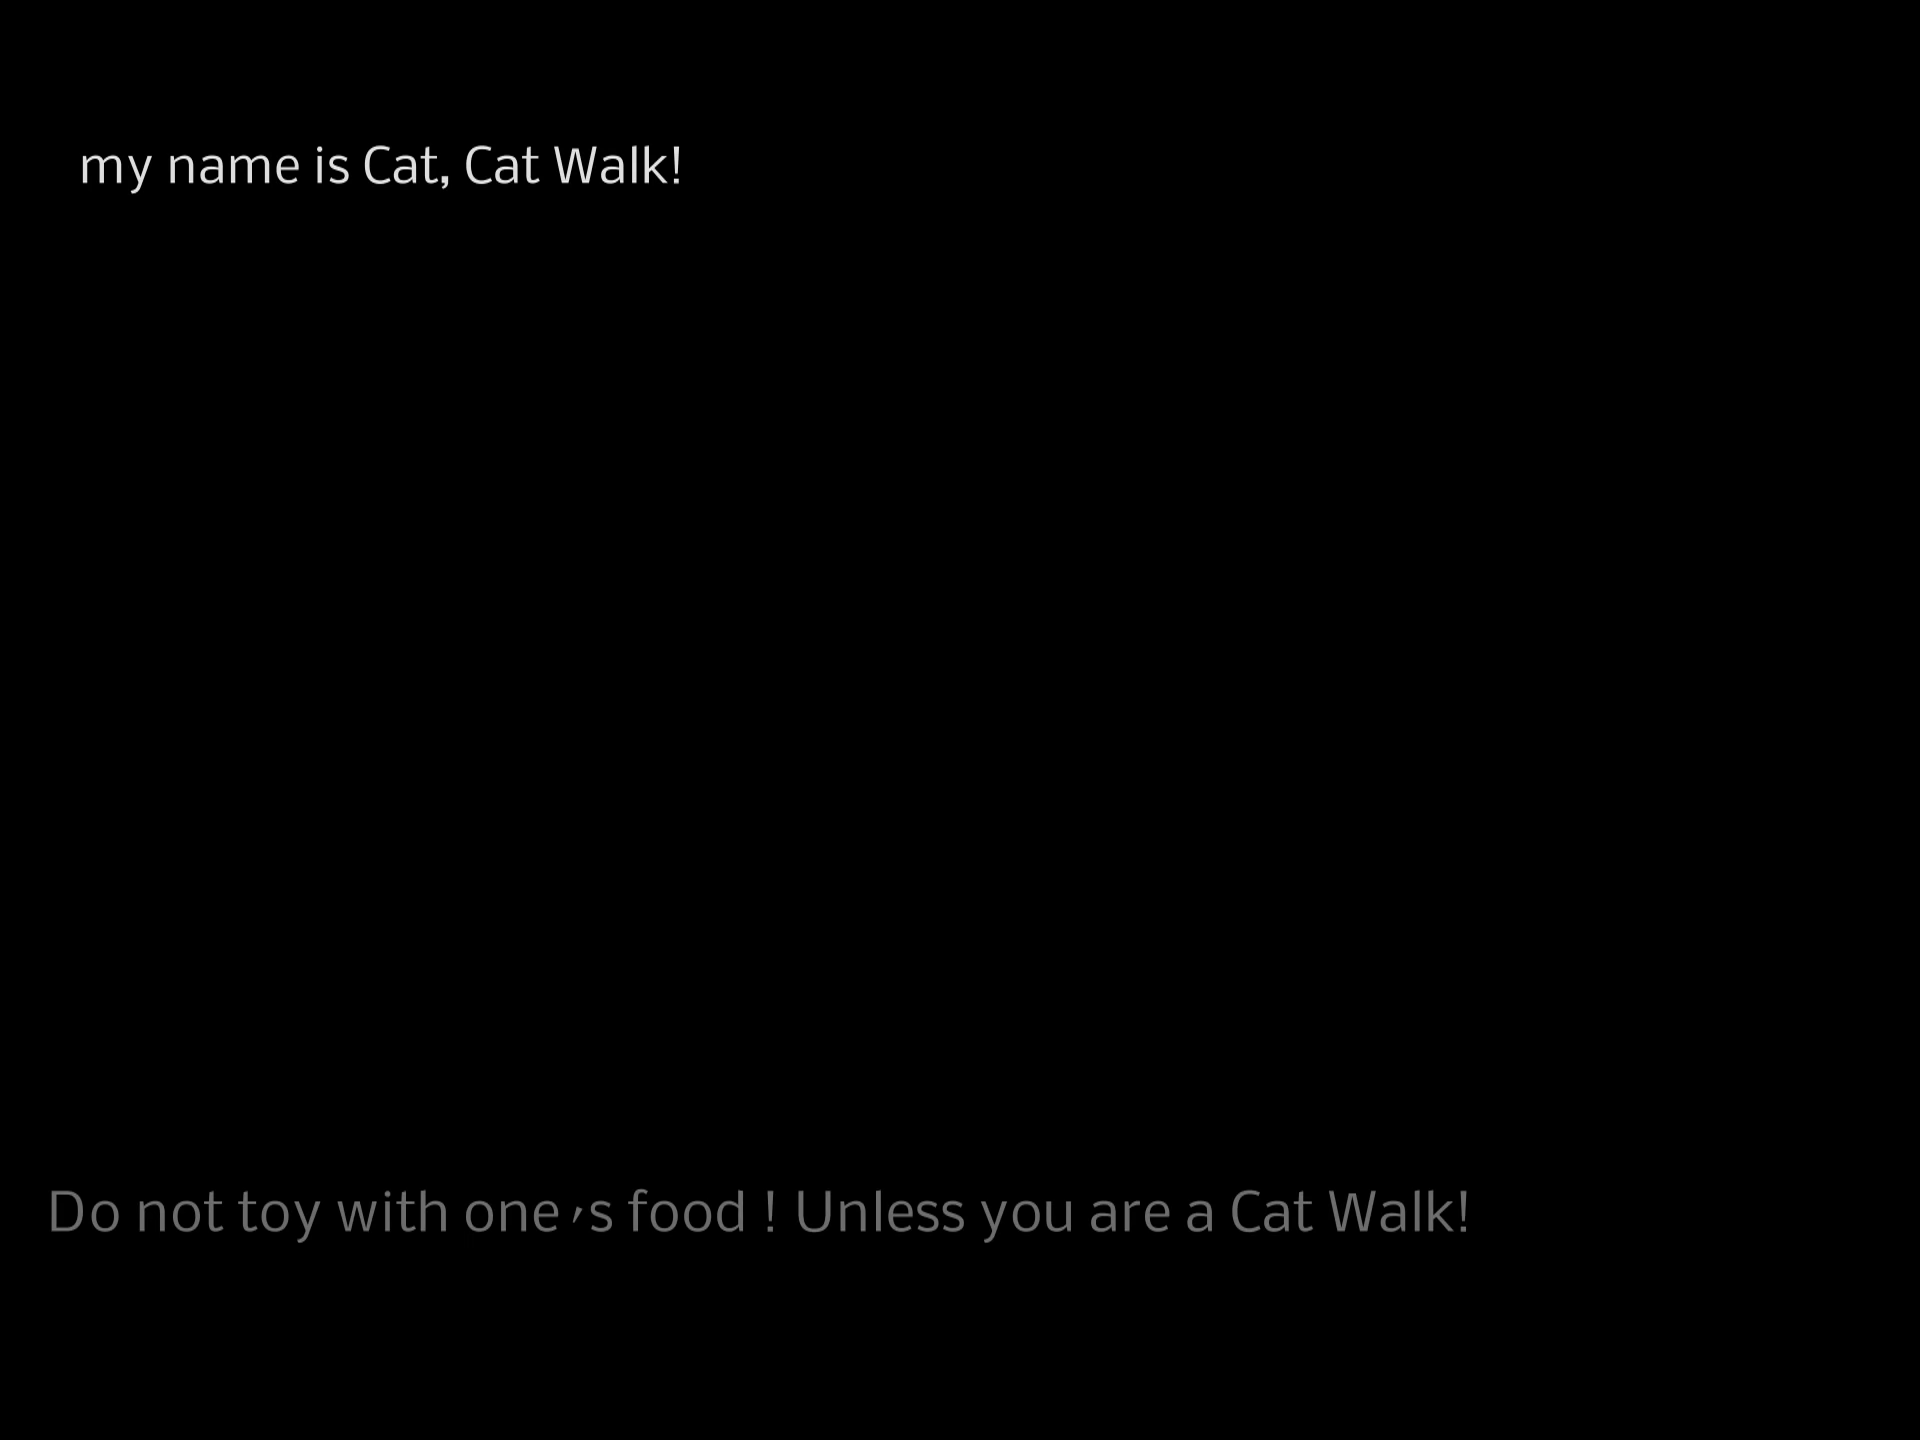 my name is Cat, Cat Walk!
Do not toy with one ′s food ! Unless you are a Cat Walk!